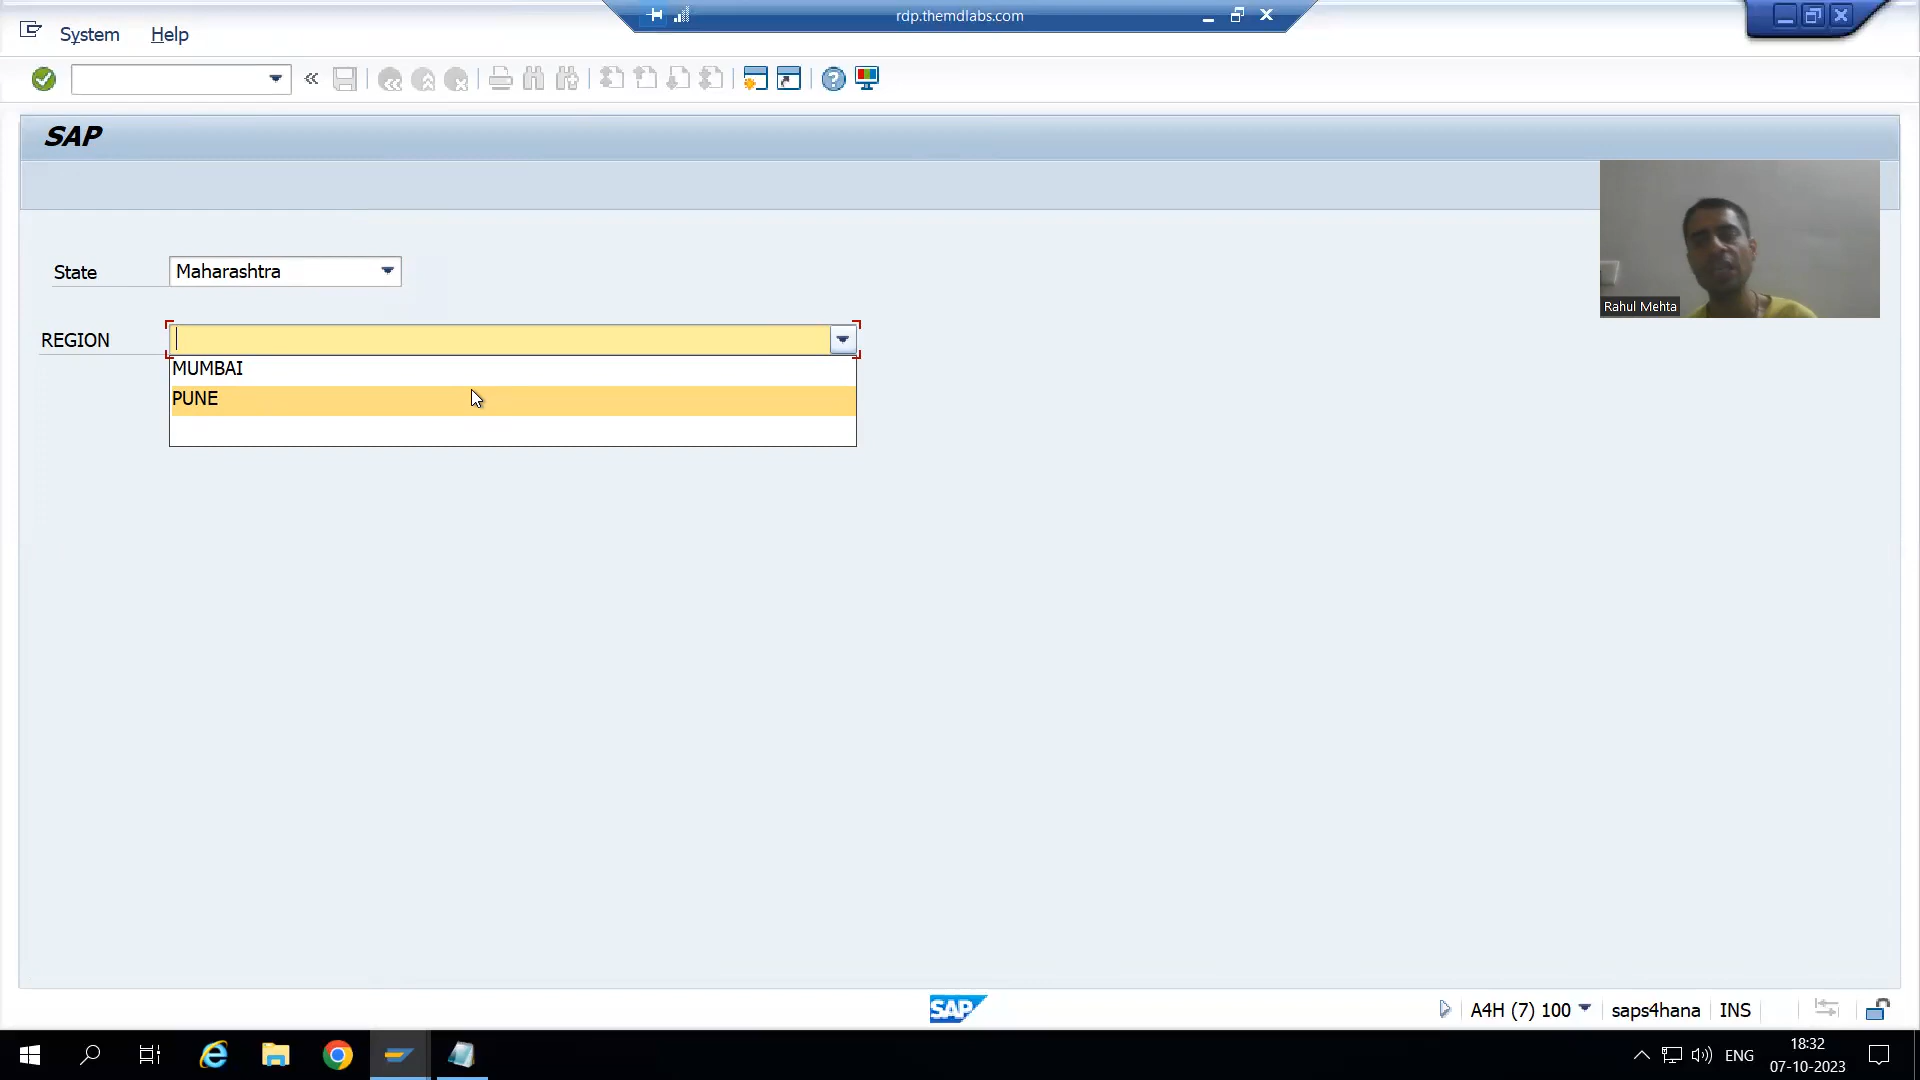 rdp.themdlabs.com
System Help
SAP
State Maharashtra
Rahul Mehta
REGION
MUMBAI
PUNE
SAP A4H (7) 100 saps4hana INS
ENG 18:32
07-10-2023